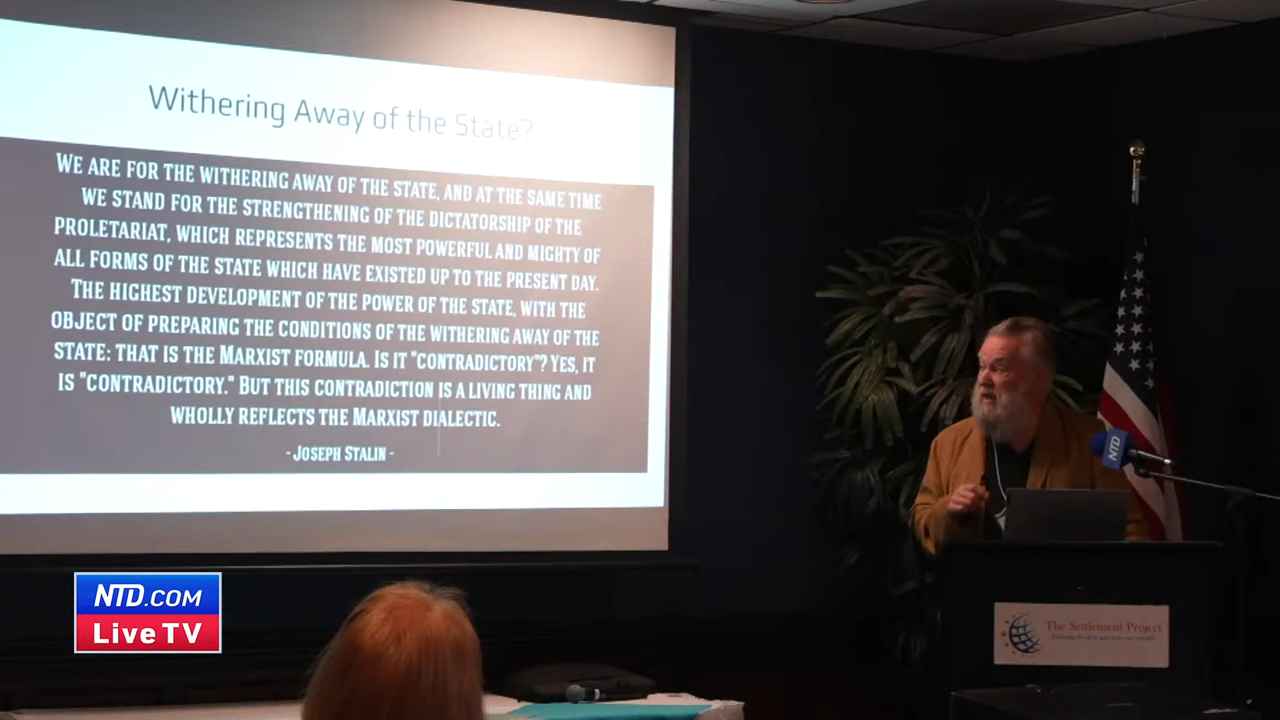 Withering Away of the State?
We are for the withering away of the state, and at the same time
we stand for the strengthening of the dictatorship of the
proletariat, which represents the most powerful and mighty of
all forms of the state which have existed up to the present day.
The highest development of the power of the state, with the
object of preparing the conditions of the withering away of the
state: that is the Marxist formula. Is it "contradictory"? Yes, it
is "contradictory." But this contradiction is a living thing and
wholly reflects the Marxist dialectic.
- Joseph Stalin -
NTD
NTD.COM
Live TV
The Settlement Project